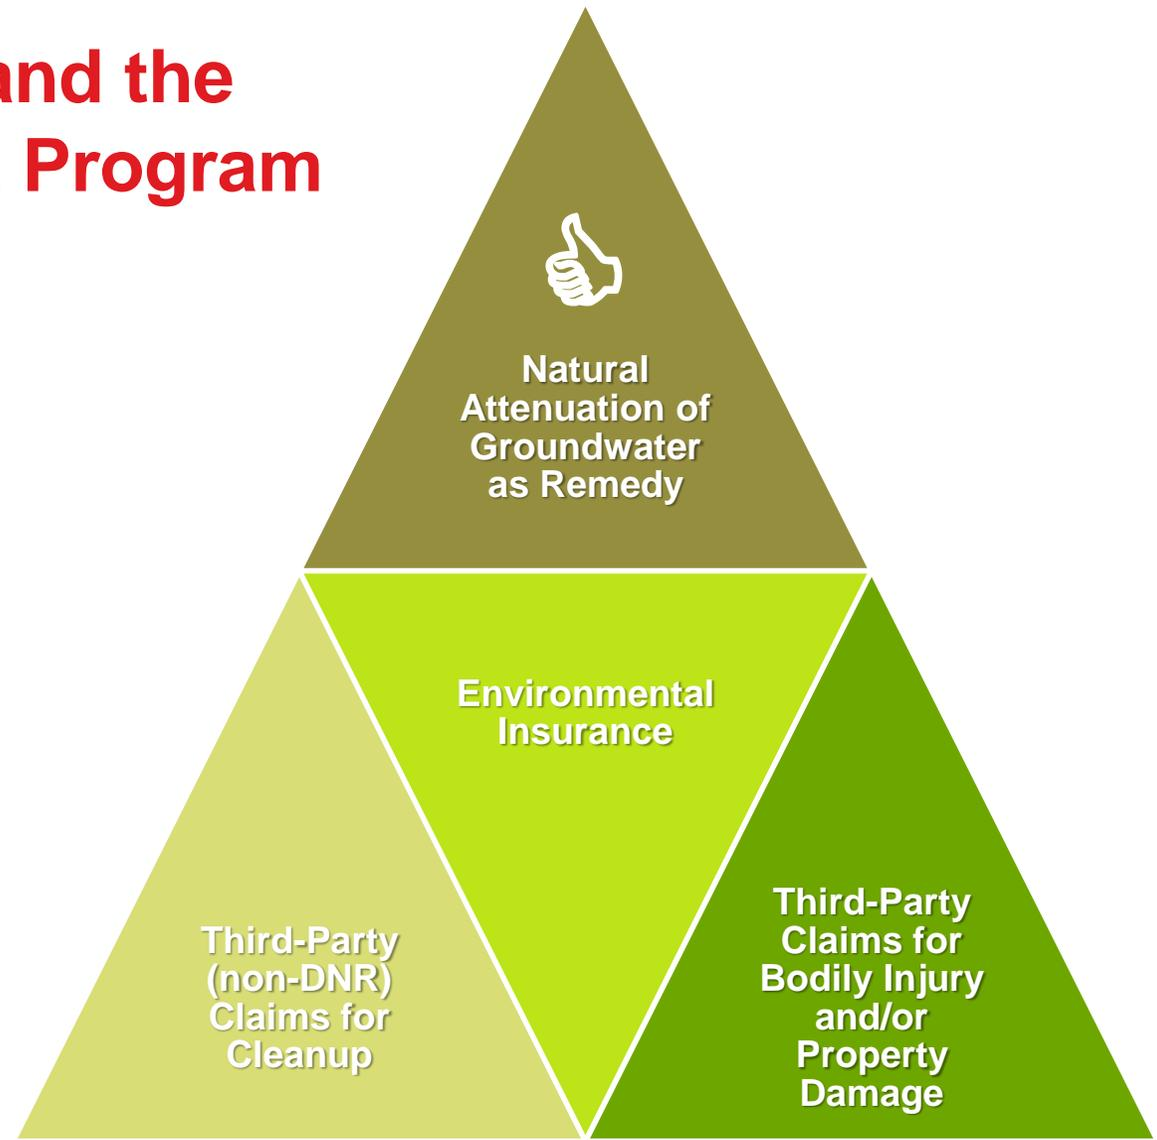 and the
Program
Natural
Attenuation of
Groundwater
as Remedy
Environmental
Insurance
Third-Party
(non-DNR)
Claims for
Cleanup
Third-Party
Claims for
Bodily Injury
and/or
Property
Damage